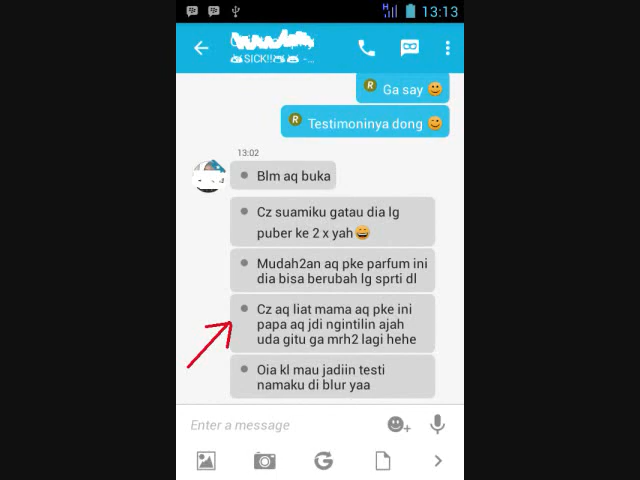 H
13:13
SICK!! - ...
R Ga say
R Testimoninya dong
13:02
Blm aq buka
Cz suamiku gatau dia lg
puber ke 2 x yah
Mudah2an aq pke parfum ini
dia bisa berubah lg sprti dl
Cz aq liat mama aq pke ini
papa aq jdi ngintilin ajah
uda gitu ga mrh2 lagi hehe
Oia kl mau jadiin testi
namaku di blur yaa
Enter a message